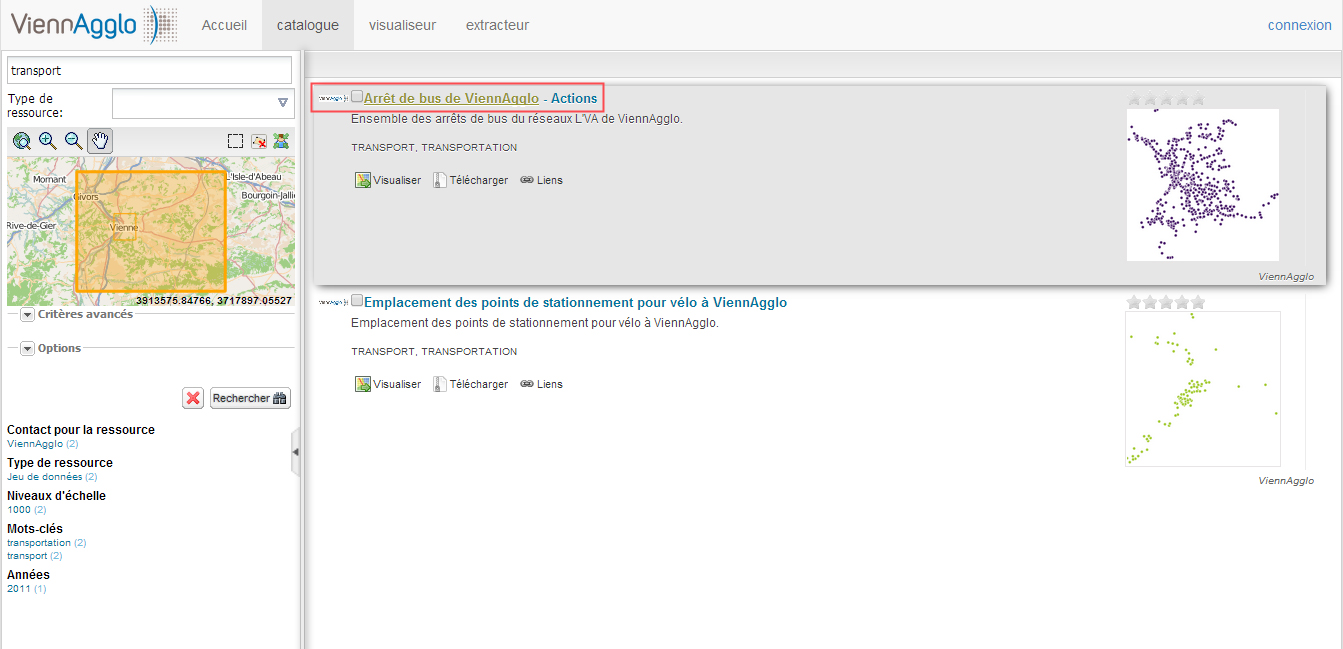 ViennAgglo
Accueil
catalogue
visualiseur
extracteur
connexion
transport
Type de
ressource:
Mornant
L'Isle-d'Abeau
Givors
Bourgoin-Jalli
Rive-de-Gier
Vienne
3913575.84766, 3717897.05527
Critères avancés
Options
Rechercher
Contact pour la ressource
ViennAgglo (2)
Type de ressource
Jeu de données (2)
Niveaux d'échelle
1000 (2)
Mots-clés
transportation (2)
transport (2)
Années
2011 (1)
Arrêt de bus de ViennAgglo - Actions
Ensemble des arrêts de bus du réseaux L'VA de ViennAgglo.
TRANSPORT, TRANSPORTATION
Visualiser Télécharger Liens
ViennAgglo
Emplacement des points de stationnement pour vélo à ViennAgglo
Emplacement des points de stationnement pour vélo à ViennAgglo.
TRANSPORT, TRANSPORTATION
Visualiser Télécharger Liens
ViennAgglo